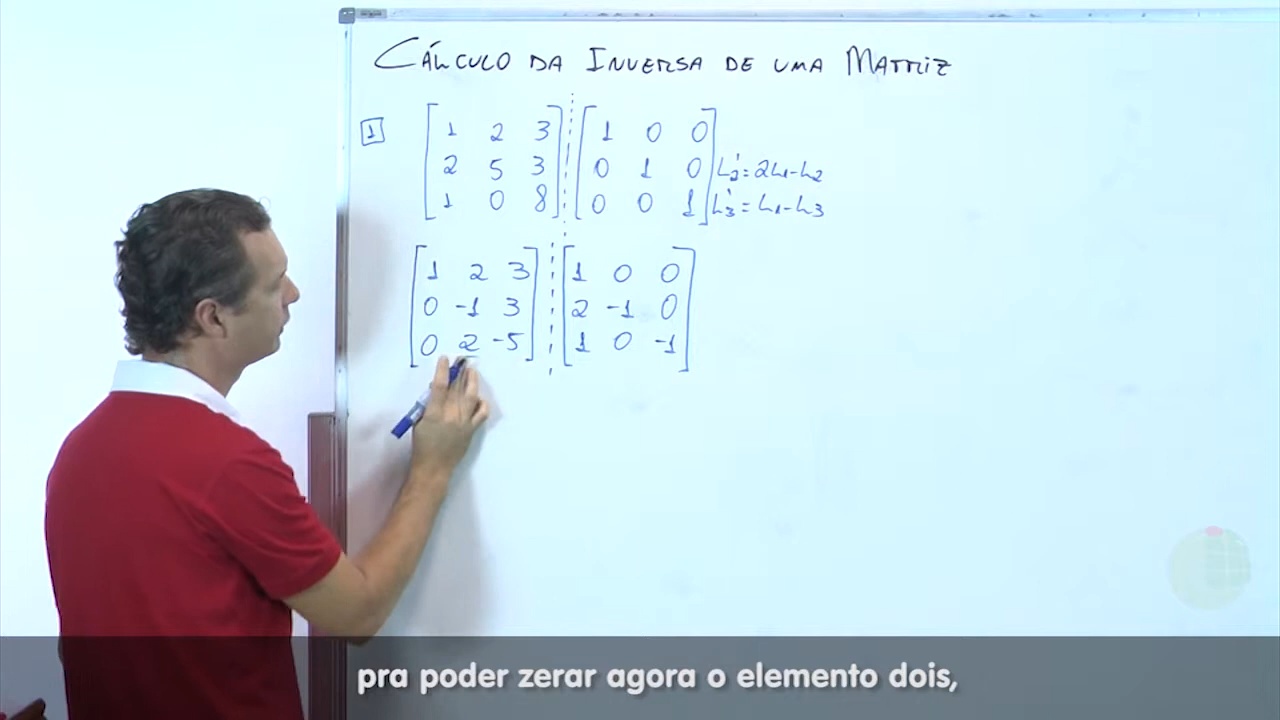 CÁLCULO DA INVERSA DE UMA MATRIZ
1 [1 2 3] [1 0 0]
[2 5 3] [0 1 0] L2' = 2L1 - L2
[1 0 8] [0 0 1] L3' = L1 - L3
[1 2 3] [1 0 0]
[0 -1 3] [2 -1 0]
[0 2 -5] [1 0 -1]
pra poder zerar agora o elemento dois,